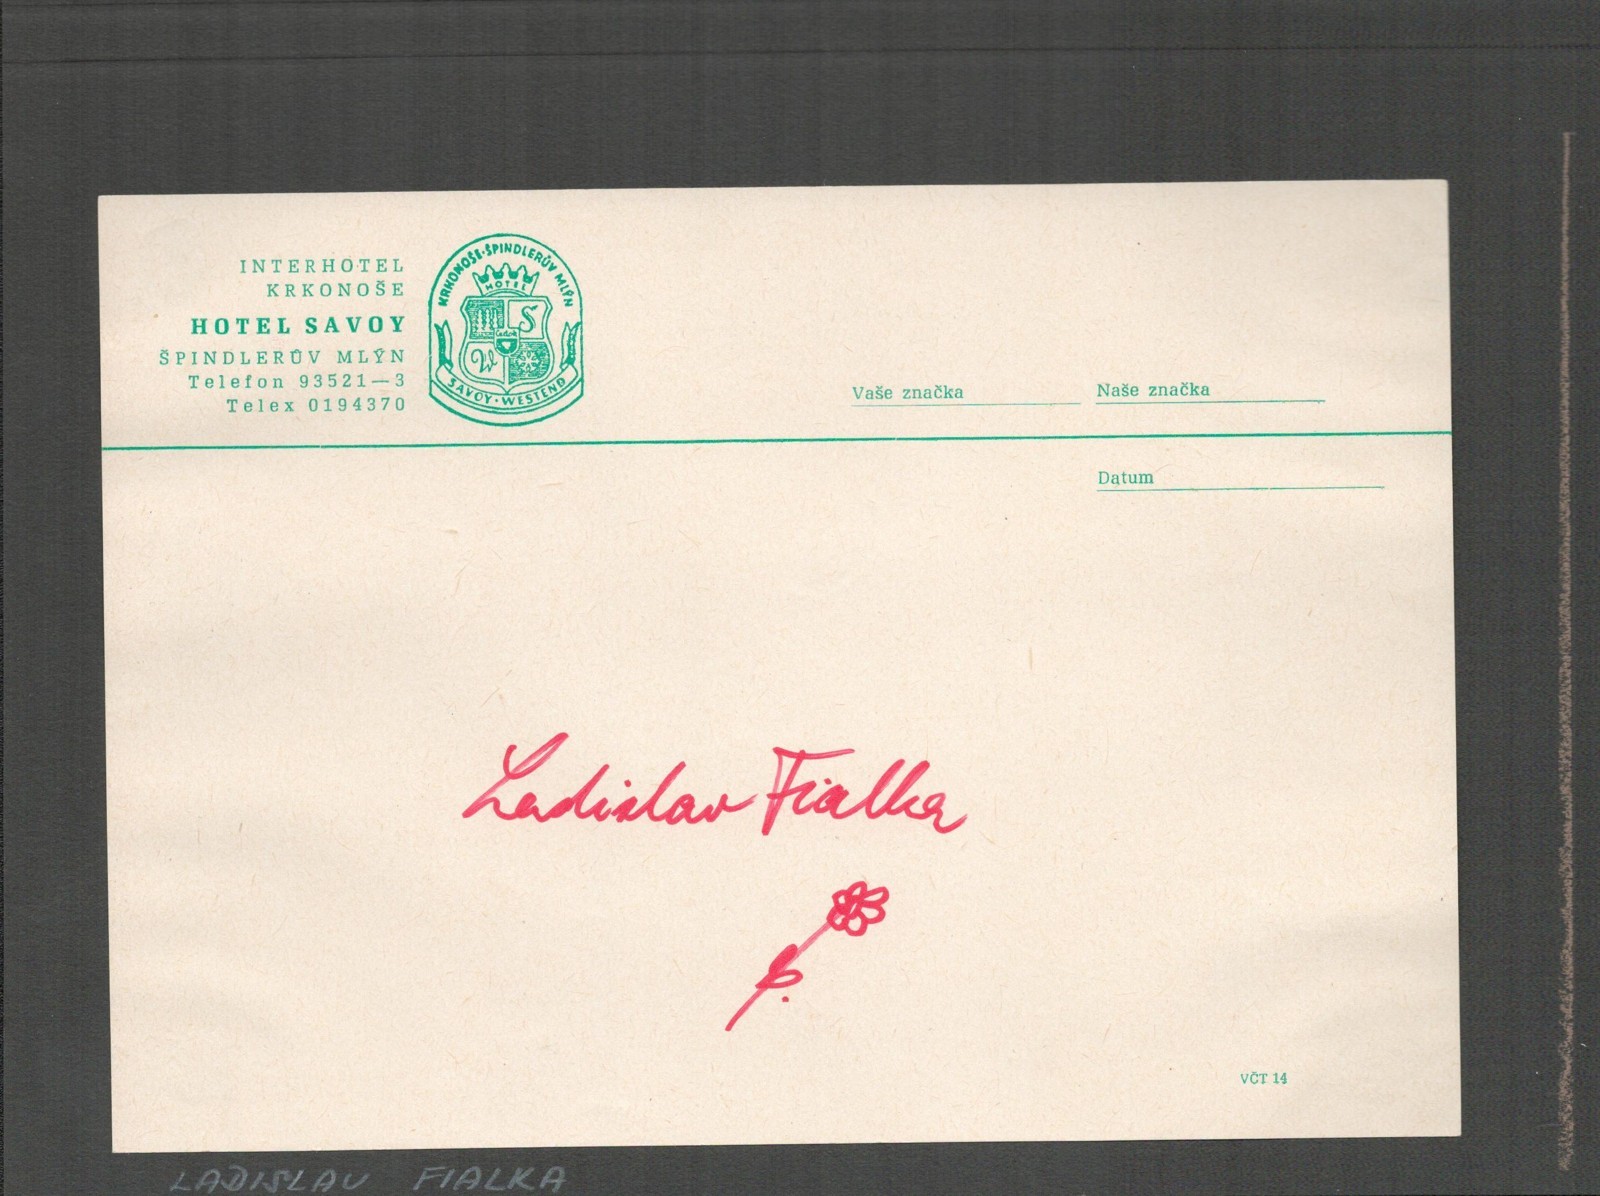 INTERHOTEL
KRKONOŠE
HOTEL SAVOY
ŠPINDLERŮV MLÝN
Telefon 93521—3
Telex 0194370
KRKONOŠE·ŠPINDLERŮV MLÝN
HOTEL
S
Čedok
W
SAVOY·WESTEND
Vaše značka
Naše značka
Datum
Ladislav Fialka
VČT 14
LADISLAV FIALKA